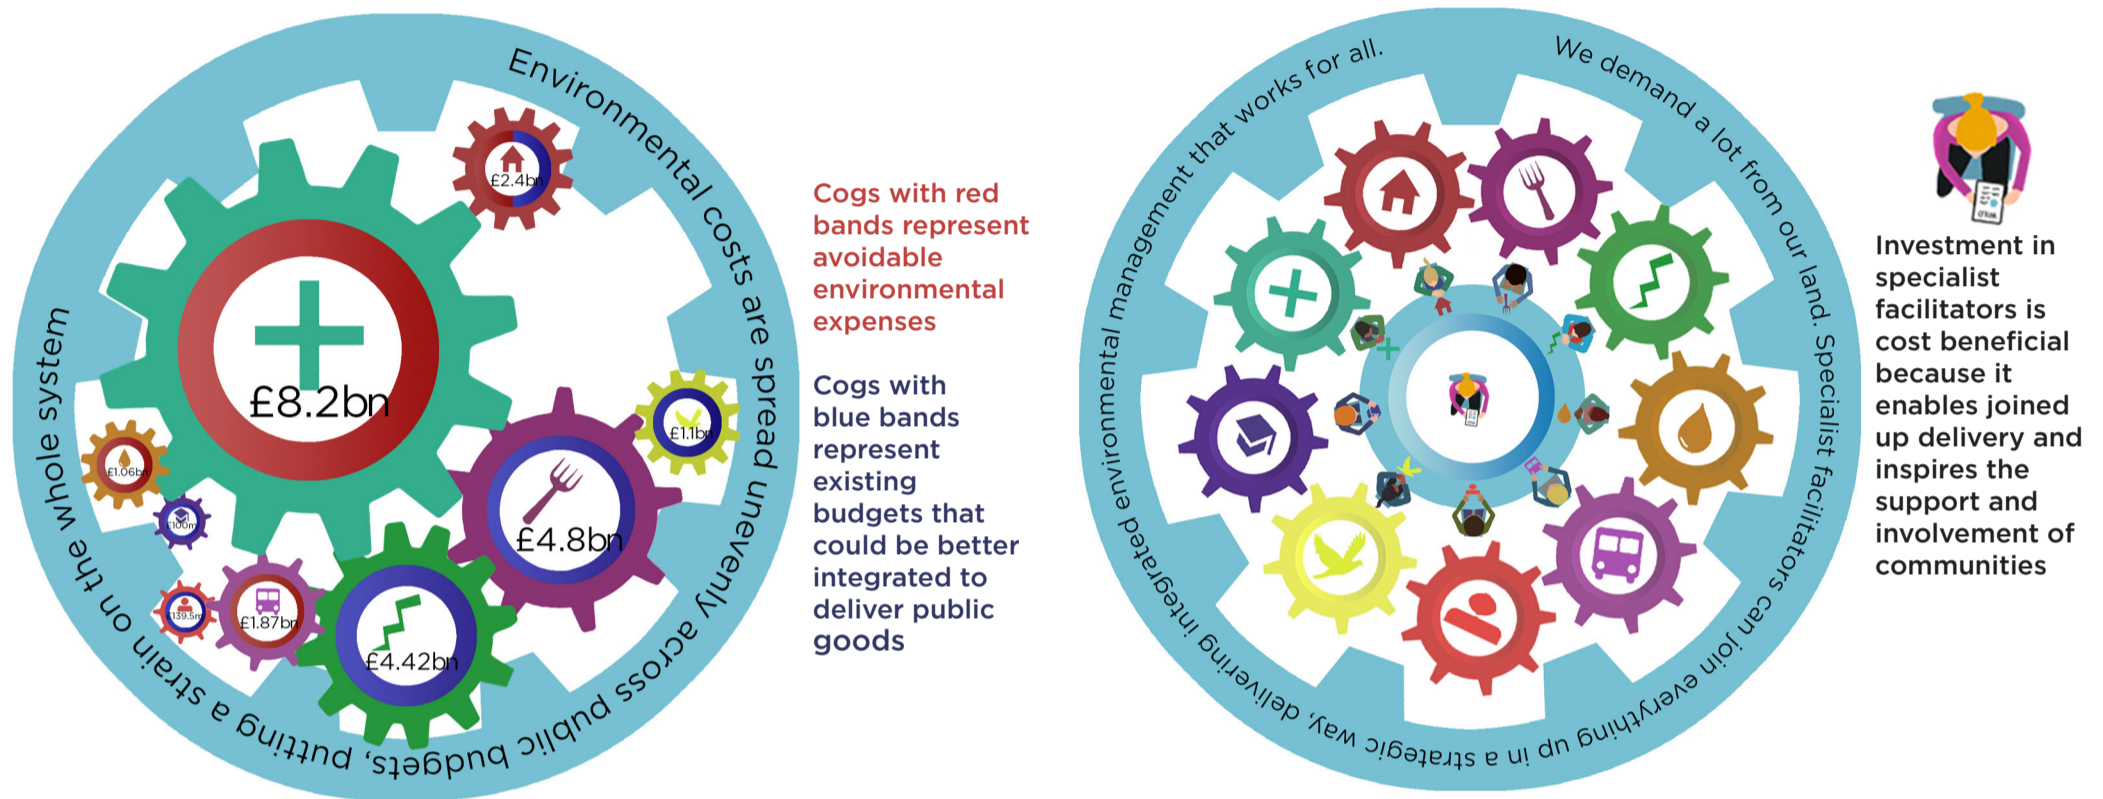 Environmental costs are spread unevenly across public budgets, putting a strain on the whole system
£2.4bn
£8.2bn
£1.1bn
£1.06bn
£100m
£4.8bn
£139.5m
£1.87bn
£4.42bn
Cogs with red
bands represent
avoidable
environmental
expenses
Cogs with
blue bands
represent
existing
budgets that
could be better
integrated to
deliver public
goods
We demand a lot from our land. Specialist facilitators can join everything up in a strategic way, delivering integrated environmental management that works for all.
WILD
Investment in
specialist
facilitators is
cost beneficial
because it
enables joined
up delivery and
inspires the
support and
involvement of
communities